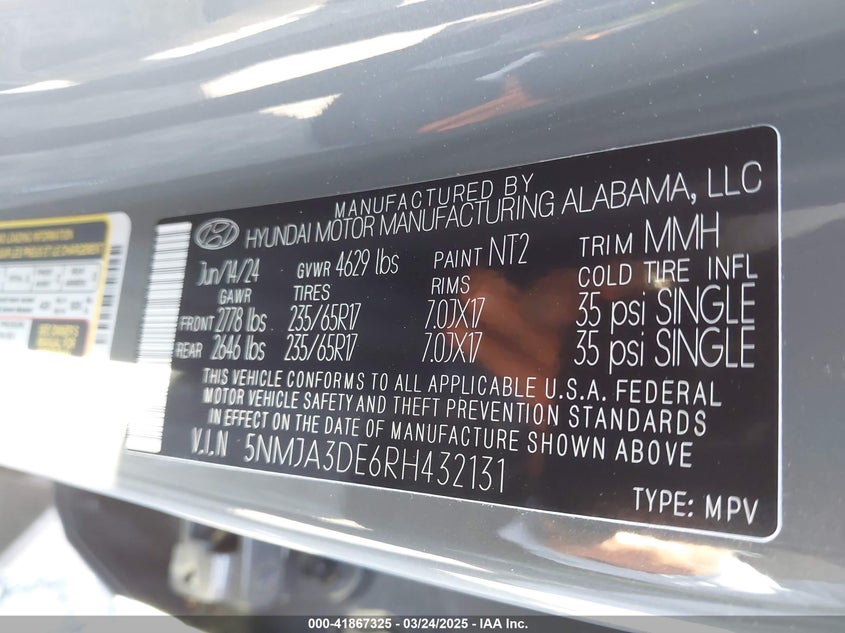 MANUFACTURED BY
HYUNDAI MOTOR MANUFACTURING ALABAMA, LLC
Jun/14/24 GVWR 4629 lbs PAINT NT2 TRIM MMH
GAWR TIRES RIMS COLD TIRE INFL
FRONT 2778 lbs 235/65R17 7.0JX17 35 psi SINGLE
REAR 2646 lbs 235/65R17 7.0JX17 35 psi SINGLE
THIS VEHICLE CONFORMS TO ALL APPLICABLE U.S.A. FEDERAL
MOTOR VEHICLE SAFETY AND THEFT PREVENTION STANDARDS
IN EFFECT ON THE DATE OF MANUFACTURE SHOWN ABOVE
V.I.N 5NMJA3DE6RH432131
TYPE: MPV
000-41867325 - 03/24/2025 - IAA Inc.